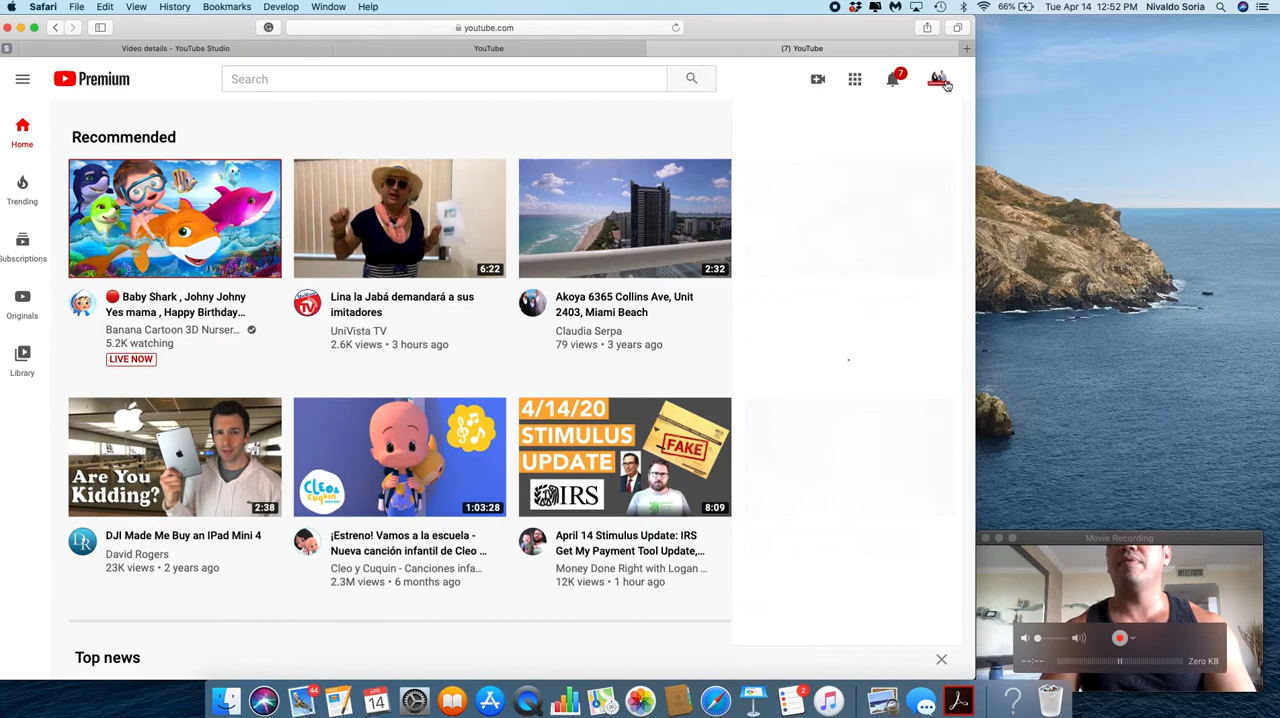 Safari File Edit View History Bookmarks Develop Window Help 66% Tue Apr 14 12:52 PM Nivaldo Soria
youtube.com
S Video details - YouTube Studio YouTube (7) YouTube
Premium Search 7
Recommended
Home
Trending
Subscriptions
Originals
Library
6:22
2:32
🔴 Baby Shark , Johny Johny
Yes mama , Happy Birthday…
Banana Cartoon 3D Nurser...
5.2K watching
LIVE NOW
Lina la Jabá demandará a sus
imitadores
UniVista TV
2.6K views • 3 hours ago
Akoya 6365 Collins Ave, Unit
2403, Miami Beach
Claudia Serpa
79 views • 3 years ago
Are You
Kidding?
2:38
CLEO &
CUQUIN
1:03:28
4/14/20
STIMULUS
UPDATE
FAKE
IRS
8:09
DJI Made Me Buy an IPad Mini 4
David Rogers
23K views • 2 years ago
¡Estreno! Vamos a la escuela -
Nueva canción infantil de Cleo ...
Cleo y Cuquin - Canciones infa...
2.3M views • 6 months ago
April 14 Stimulus Update: IRS
Get My Payment Tool Update,...
Money Done Right with Logan ...
12K views • 1 hour ago
Top news
Movie Recording
--:-- Zero KB
44
APR
14
2